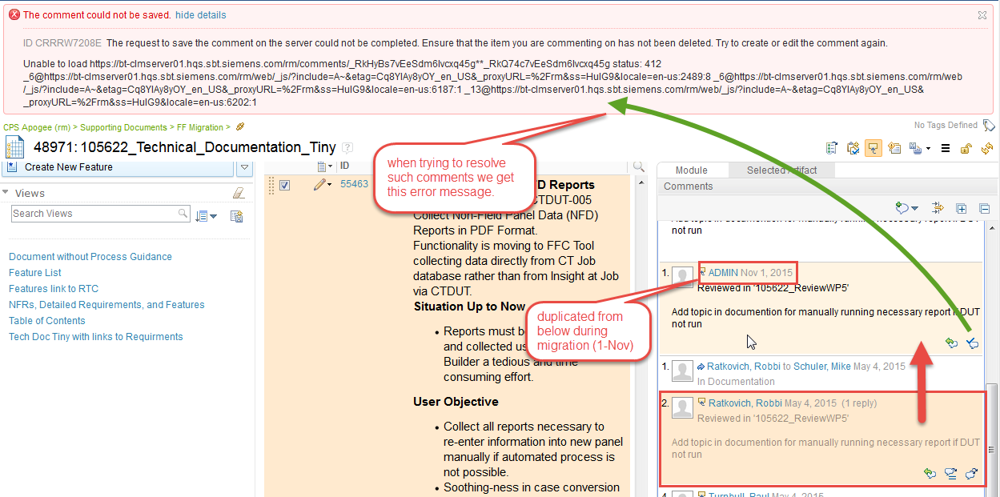 The comment could not be saved. hide details
ID CRRRW7208E The request to save the comment on the server could not be completed. Ensure that the item you are commenting on has not been deleted. Try to create or edit the comment again.
Unable to load https://bt-clmserver01.hqs.sbt.siemens.com/rm/comments/_RkHyBs7vEeSdm6lvcxq45g**_RkQ74c7vEeSdm6lvcxq45g status: 412
_6@https://bt-clmserver01.hqs.sbt.siemens.com/rm/web/_js/?include=A~&etag=Cq8YlAy8yOY_en_US&_proxyURL=%2Frm&ss=HulG9&locale=en-us:2489:8 _6@https://bt-clmserver01.hqs.sbt.siemens.com/rm/web
/_js/?include=A~&etag=Cq8YlAy8yOY_en_US&_proxyURL=%2Frm&ss=HulG9&locale=en-us:6187:1 _13@https://bt-clmserver01.hqs.sbt.siemens.com/rm/web/_js/?include=A~&etag=Cq8YlAy8yOY_en_US&
_proxyURL=%2Frm&ss=HulG9&locale=en-us:6202:1
CPS Apogee (rm) > Supporting Documents > FF Migration >
No Tags Defined
48971: 105622_Technical_Documentation_Tiny ?
Create New Feature
Views
Search Views
Document without Process Guidance
Feature List
Features link to RTC
NFRs, Detailed Requirements, and Features
Table of Contents
Tech Doc Tiny with links to Requirments
ID
55463
when trying to resolve
such comments we get
this error message.
D Reports
CTDUT-005
Collect Non-Field Panel Data (NFD)
Reports in PDF Format.
Functionality is moving to FFC Tool
collecting data directly from CT Job
database rather than from Insight at Job
via CTDUT.
Situation Up to Now
Reports must b
and collected us
Builder a tedious and time
consuming effort.
User Objective
Collect all reports necessary to
re-enter information into new panel
manually if automated process is
not possible.
Soothing-ness in case conversion
duplicated from
below during
migration (1-Nov)
Module
Selected Artifact
Comments
Add topic in documention for manually running necessary report if DUT
not run
1. ADMIN Nov 1, 2015
Reviewed in '105622_ReviewWP5'
Add topic in documention for manually running necessary report if DUT
not run
1. Ratkovich, Robbi to Schuler, Mike May 4, 2015
In Documentation
2. Ratkovich, Robbi May 4, 2015 (1 reply)
Reviewed in '105622_ReviewWP5'
Add topic in documention for manually running necessary report if DUT
not run
4. Turnbull, Paul May 4, 2015